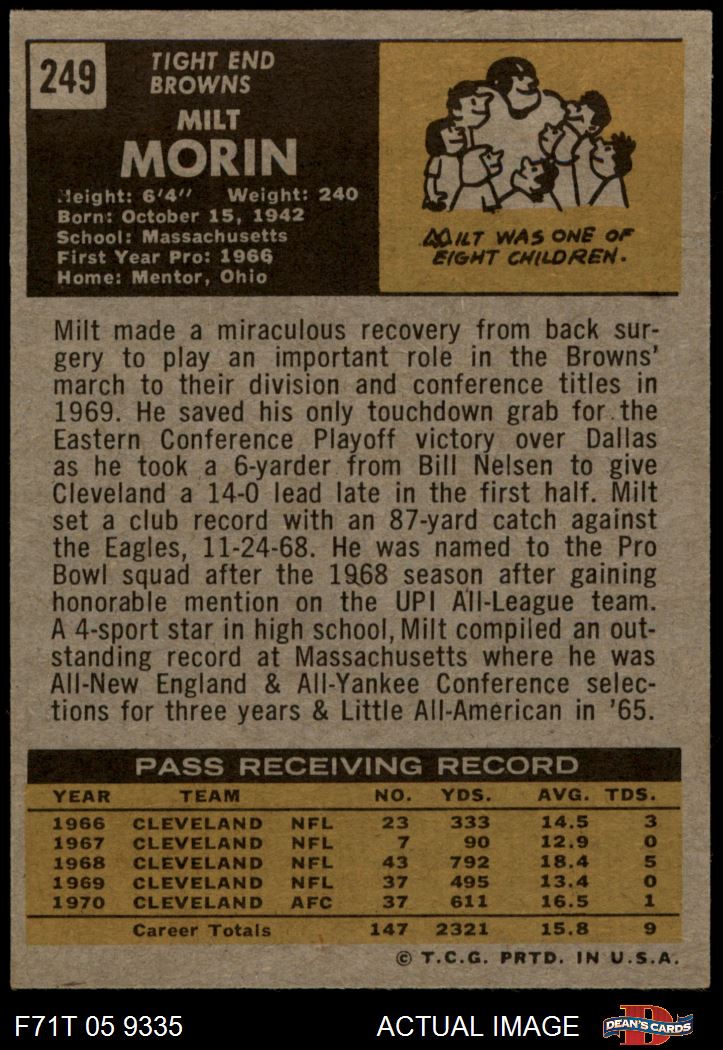 249
TIGHT END
BROWNS
MILT
MORIN
Height: 6'4'' Weight: 240
Born: October 15, 1942
School: Massachusetts
First Year Pro: 1966
Home: Mentor, Ohio
MILT WAS ONE OF
EIGHT CHILDREN.
Milt made a miraculous recovery from back sur-
gery to play an important role in the Browns'
march to their division and conference titles in
1969. He saved his only touchdown grab for the
Eastern Conference Playoff victory over Dallas
as he took a 6-yarder from Bill Nelsen to give
Cleveland a 14-0 lead late in the first half. Milt
set a club record with an 87-yard catch against
the Eagles, 11-24-68. He was named to the Pro
Bowl squad after the 1968 season after gaining
honorable mention on the UPI All-League team.
A 4-sport star in high school, Milt compiled an out-
standing record at Massachusetts where he was
All-New England & All-Yankee Conference selec-
tions for three years & Little All-American in '65.
PASS RECEIVING RECORD
YEAR TEAM NO. YDS. AVG. TDS.
1966 CLEVELAND NFL 23 333 14.5 3
1967 CLEVELAND NFL 7 90 12.9 0
1968 CLEVELAND NFL 43 792 18.4 5
1969 CLEVELAND NFL 37 495 13.4 0
1970 CLEVELAND AFC 37 611 16.5 1
Career Totals 147 2321 15.8 9
© T.C.G. PRTD. IN U.S.A.
F71T 05 9335 ACTUAL IMAGE D DEAN'S CARDS